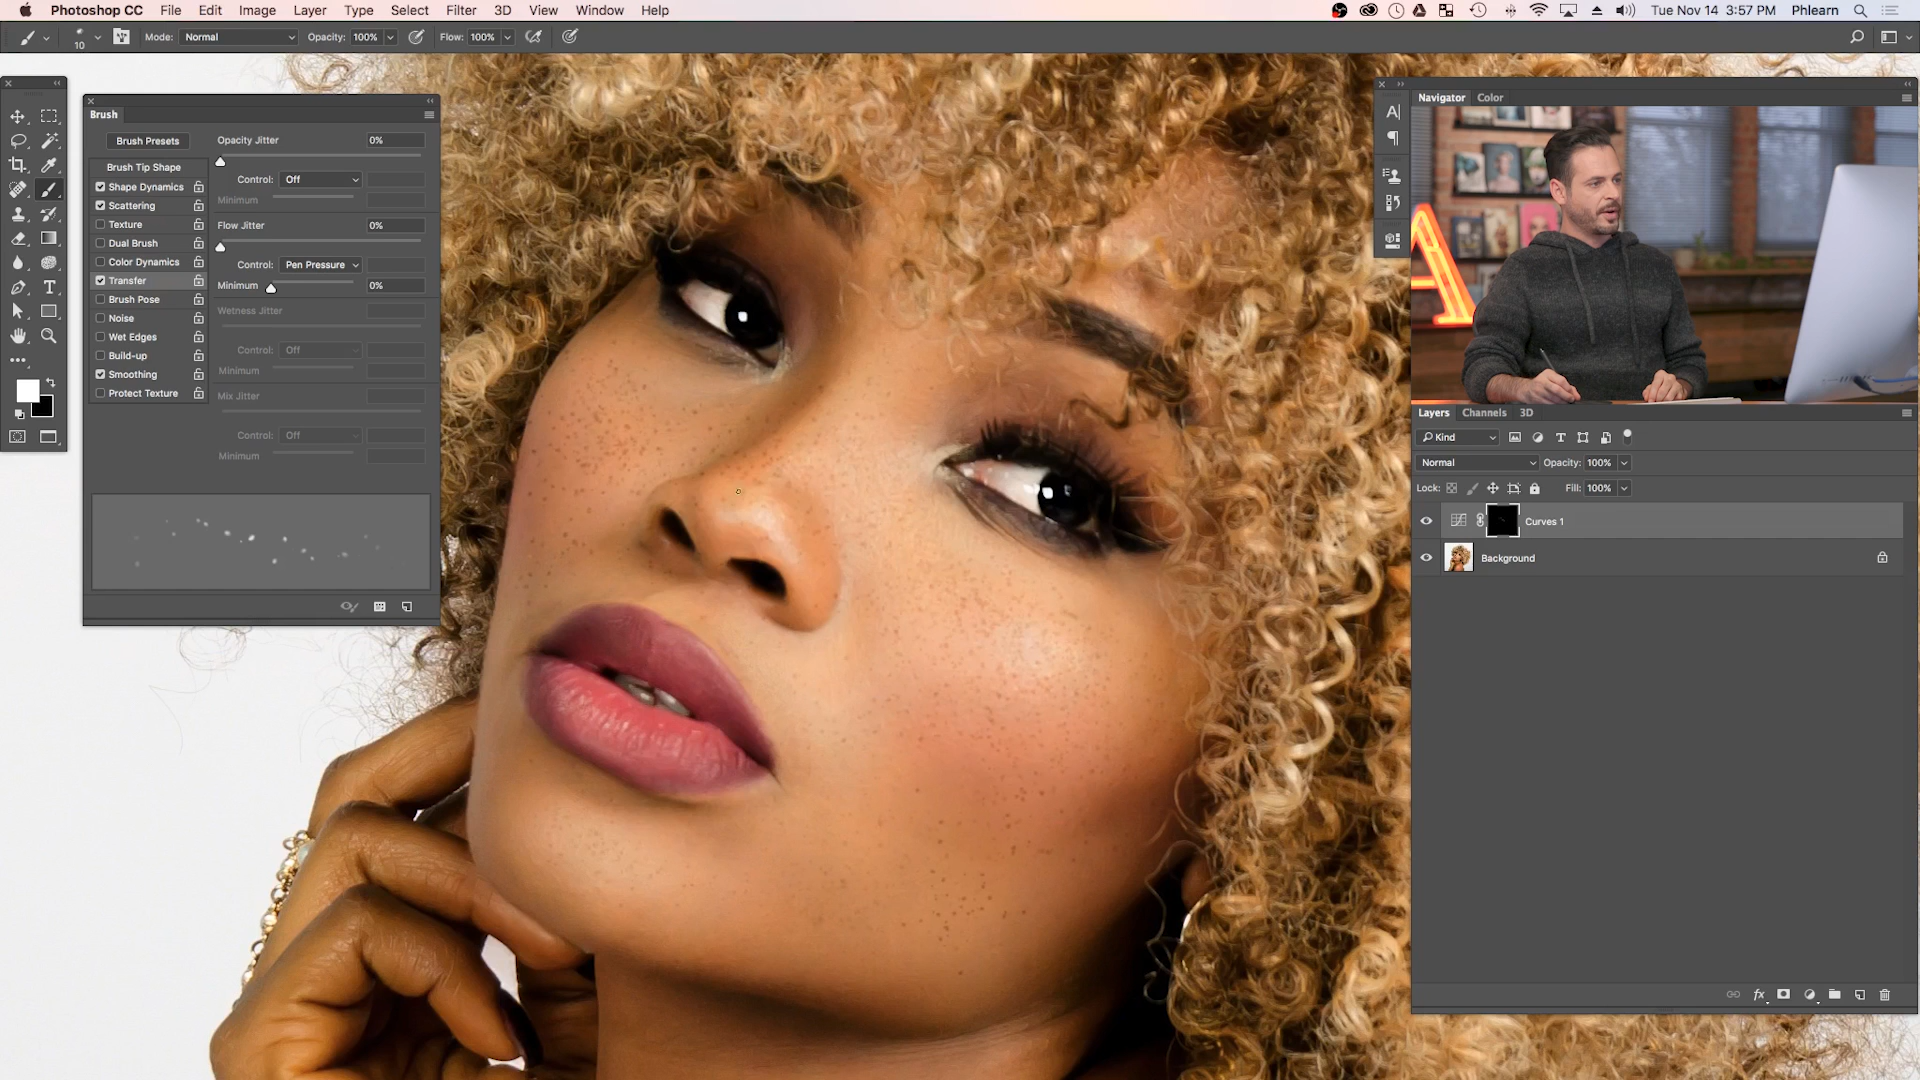 Photoshop CC File Edit Image Layer Type Select Filter 3D View Window Help Tue Nov 14 3:57 PM Phlearn
10 Mode: Normal Opacity: 100% Flow: 100%
Brush
Brush Presets
Brush Tip Shape
Shape Dynamics
Scattering
Texture
Dual Brush
Color Dynamics
Transfer
Brush Pose
Noise
Wet Edges
Build-up
Smoothing
Protect Texture
Opacity Jitter 0%
Control: Off
Minimum
Flow Jitter 0%
Control: Pen Pressure
Minimum 0%
Wetness Jitter
Control: Off
Minimum
Mix Jitter
Control: Off
Minimum
Navigator Color
A
Layers Channels 3D
Kind
Normal Opacity: 100%
Lock: Fill: 100%
Curves 1
Background
fx